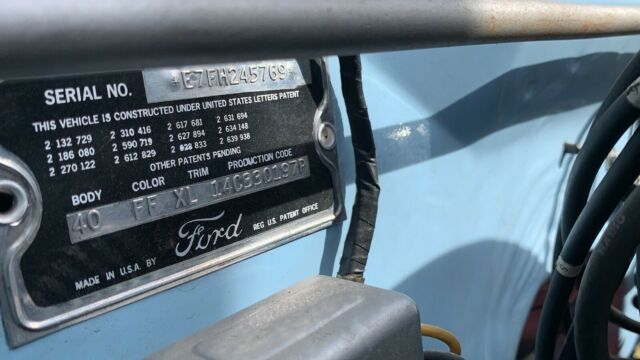 SERIAL NO. *E7FH245769*
THIS VEHICLE IS CONSTRUCTED UNDER UNITED STATES LETTERS PATENT
2 132 729 2 310 416 2 617 681 2 631 694
2 186 080 2 590 719 2 627 894 2 634 148
2 270 122 2 612 829 2 628 833 2 639 938
OTHER PATENTS PENDING
BODY COLOR TRIM PRODUCTION CODE
40 FF XL 14C330197P
Ford
MADE IN U.S.A. BY REG U.S. PATENT OFFICE